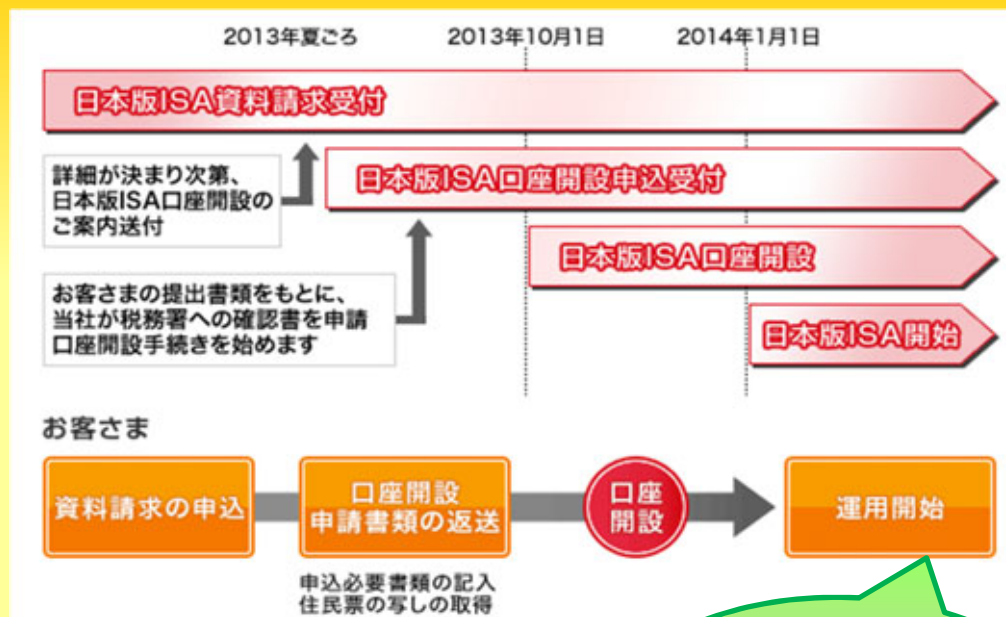 2013年夏ごろ
2013年10月1日
2014年1月1日
日本版ISA資料請求受付
詳細が決まり次第、
日本版ISA口座開設の
ご案内送付
日本版ISA口座開設申込受付
日本版ISA口座開設
お客さまの提出書類をもとに、
当社が税務署への確認書を申請
口座開設手続きを始めます
日本版ISA開始
お客さま
資料請求の申込
口座開設
申請書類の返送
口座
開設
運用開始
申込必要書類の記入
住民票の写しの取得